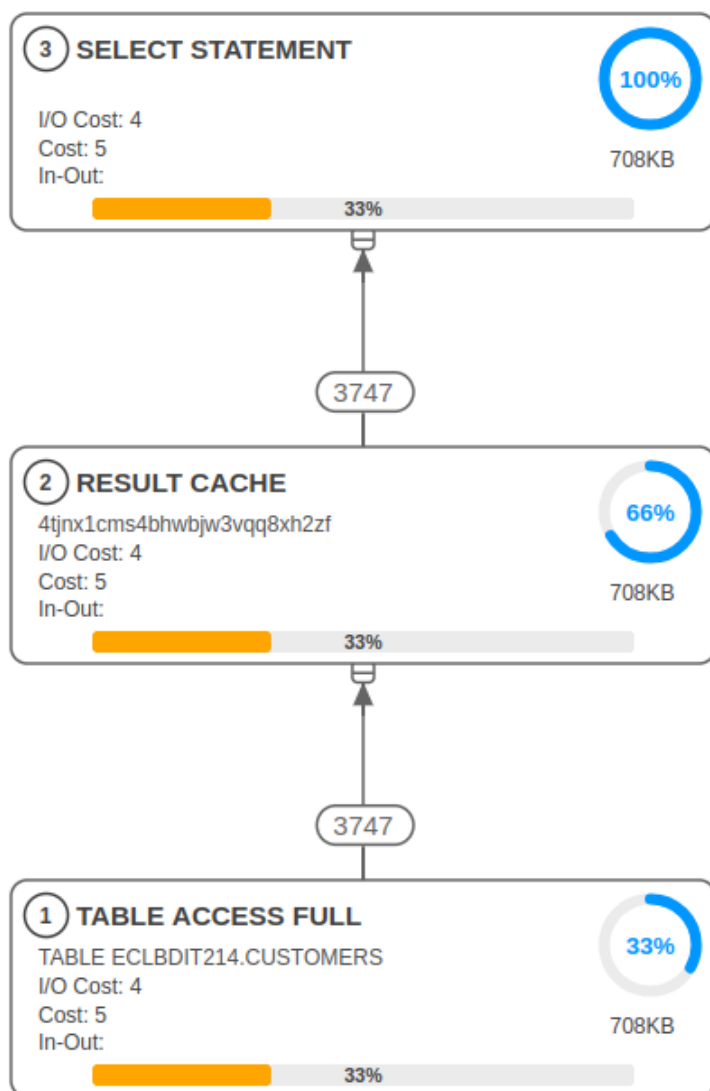 3 SELECT STATEMENT
100%
I/O Cost: 4
Cost: 5
708KB
In-Out:
33%
3747
2 RESULT CACHE
4tjnx1cms4bhwbjw3vqq8xh2zf
66%
I/O Cost: 4
Cost: 5
708KB
In-Out:
33%
3747
1 TABLE ACCESS FULL
TABLE ECLBDIT214.CUSTOMERS
33%
I/O Cost: 4
Cost: 5
708KB
In-Out:
33%